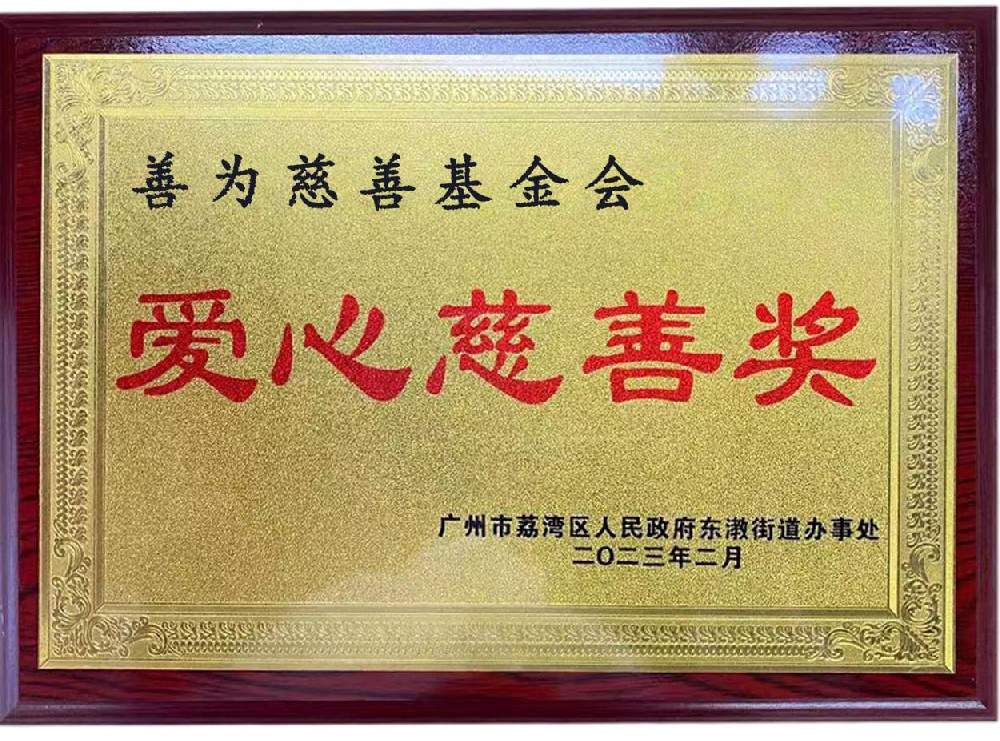 善为慈善基金会
爱心慈善奖
广州市荔湾区人民政府东漖街道办事处
二〇二三年二月